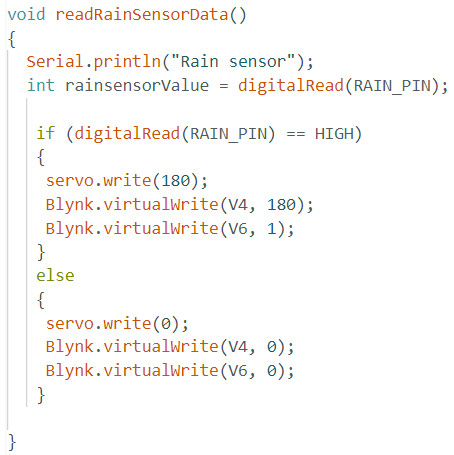 void readRainSensorData()
{
  Serial.println("Rain sensor");
  int rainsensorValue = digitalRead(RAIN_PIN);

   if (digitalRead(RAIN_PIN) == HIGH)
   {
    servo.write(180);
    Blynk.virtualWrite(V4, 180);
    Blynk.virtualWrite(V6, 1);
   }
   else
   {
    servo.write(0);
    Blynk.virtualWrite(V4, 0);
    Blynk.virtualWrite(V6, 0);
   }

}